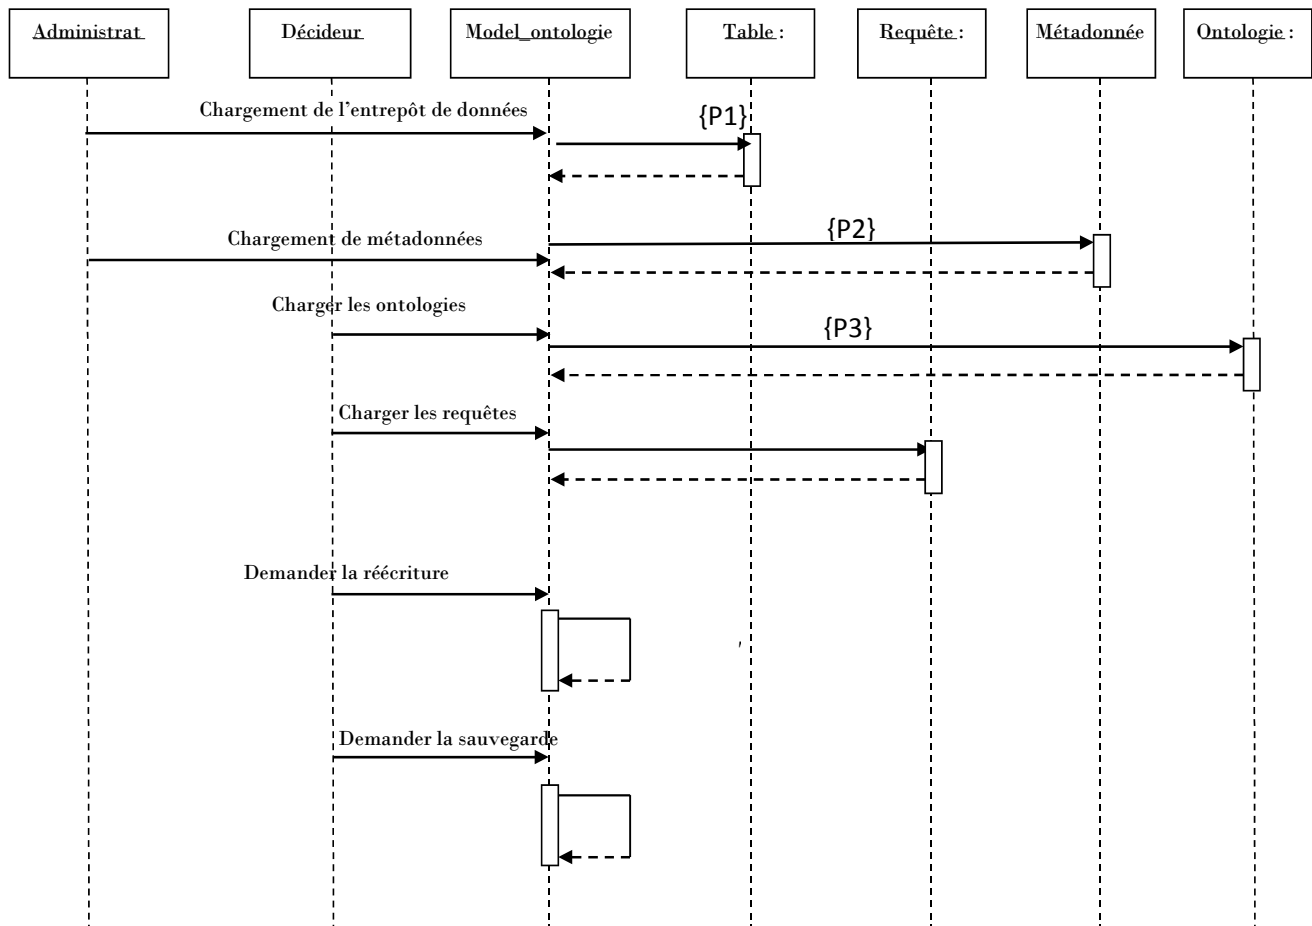 Administrat
Décideur
Model_ontologie
Table :
Requête :
Métadonnée
Ontologie :
Chargement de l'entrepôt de données
{P1}
Chargement de métadonnées
{P2}
Charger les ontologies
{P3}
Charger les requêtes
Demander la réécriture
Demander la sauvegarde